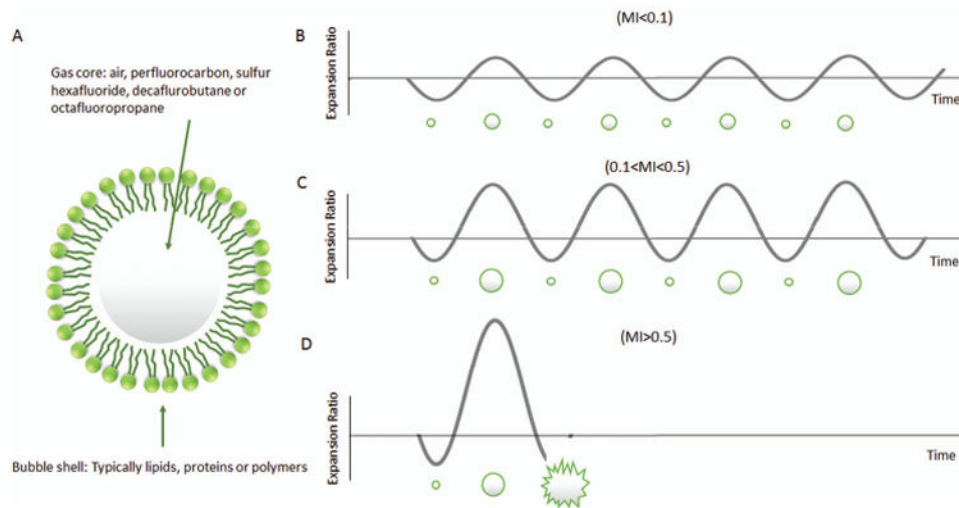 A
Gas core: air, perfluorocarbon, sulfur
hexafluoride, decaflurobutane or
octafluoropropane
Bubble shell: Typically lipids, proteins or polymers
B
(MI<0.1)
Expansion Ratio
Time
C
(0.1<MI<0.5)
Expansion Ratio
Time
D
(MI>0.5)
Expansion Ratio
Time